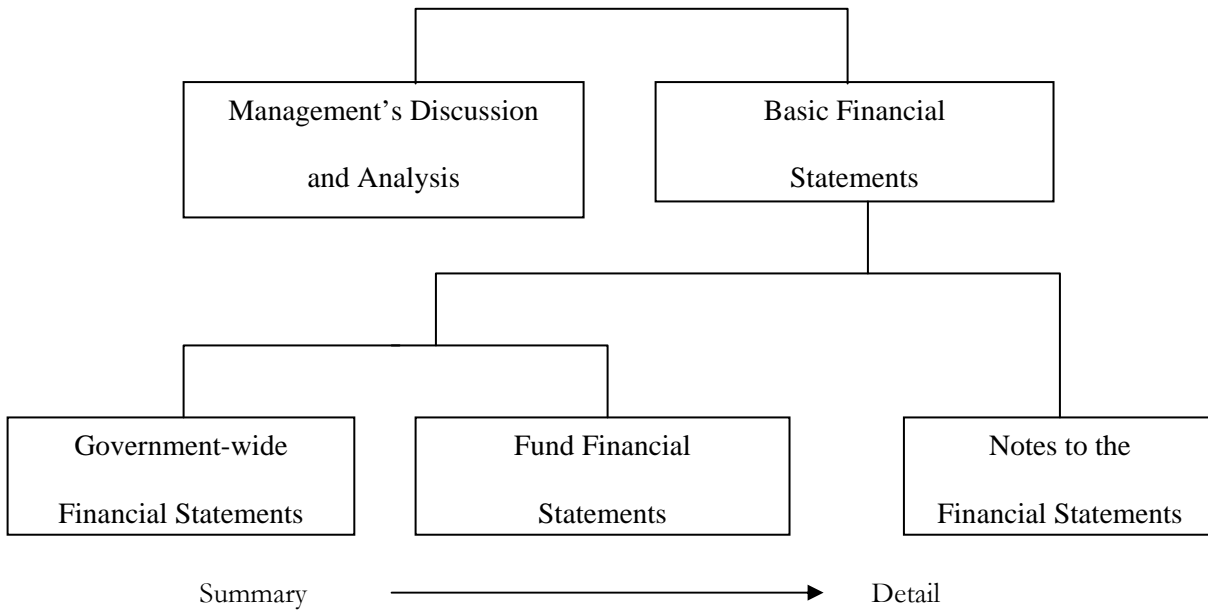 Management’s Discussion
and Analysis
Basic Financial
Statements
Government-wide
Financial Statements
Fund Financial
Statements
Notes to the
Financial Statements
Summary
Detail